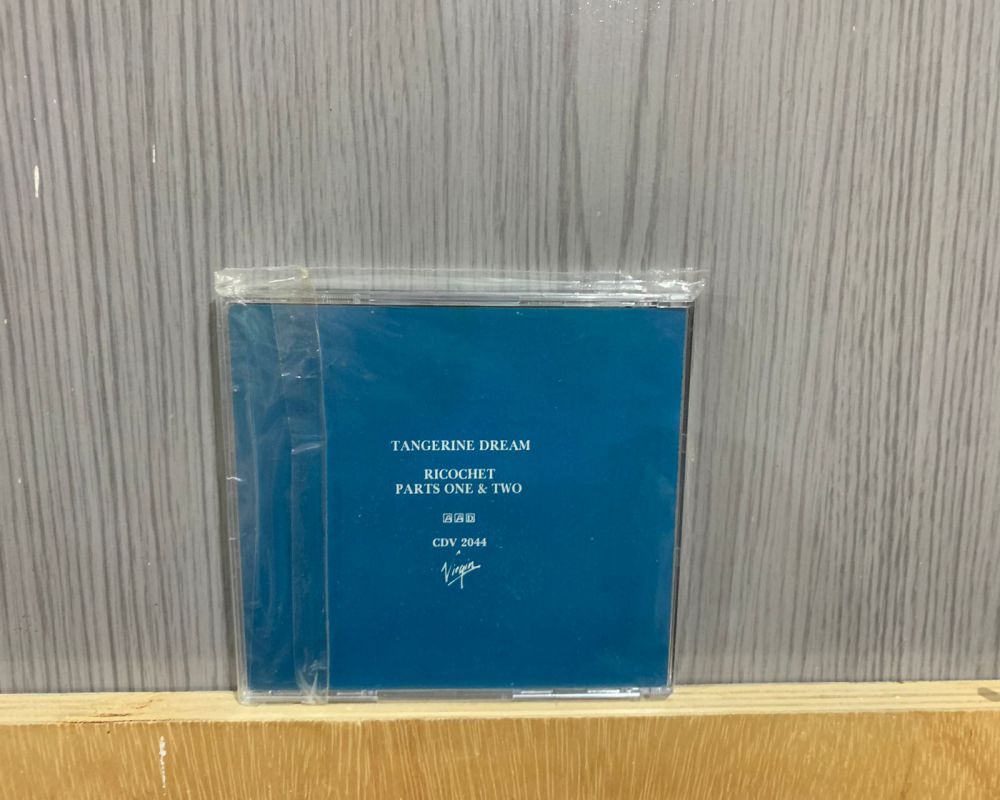 TANGERINE DREAM
RICOCHET
PARTS ONE & TWO
AAD
CDV 2044
Virgin